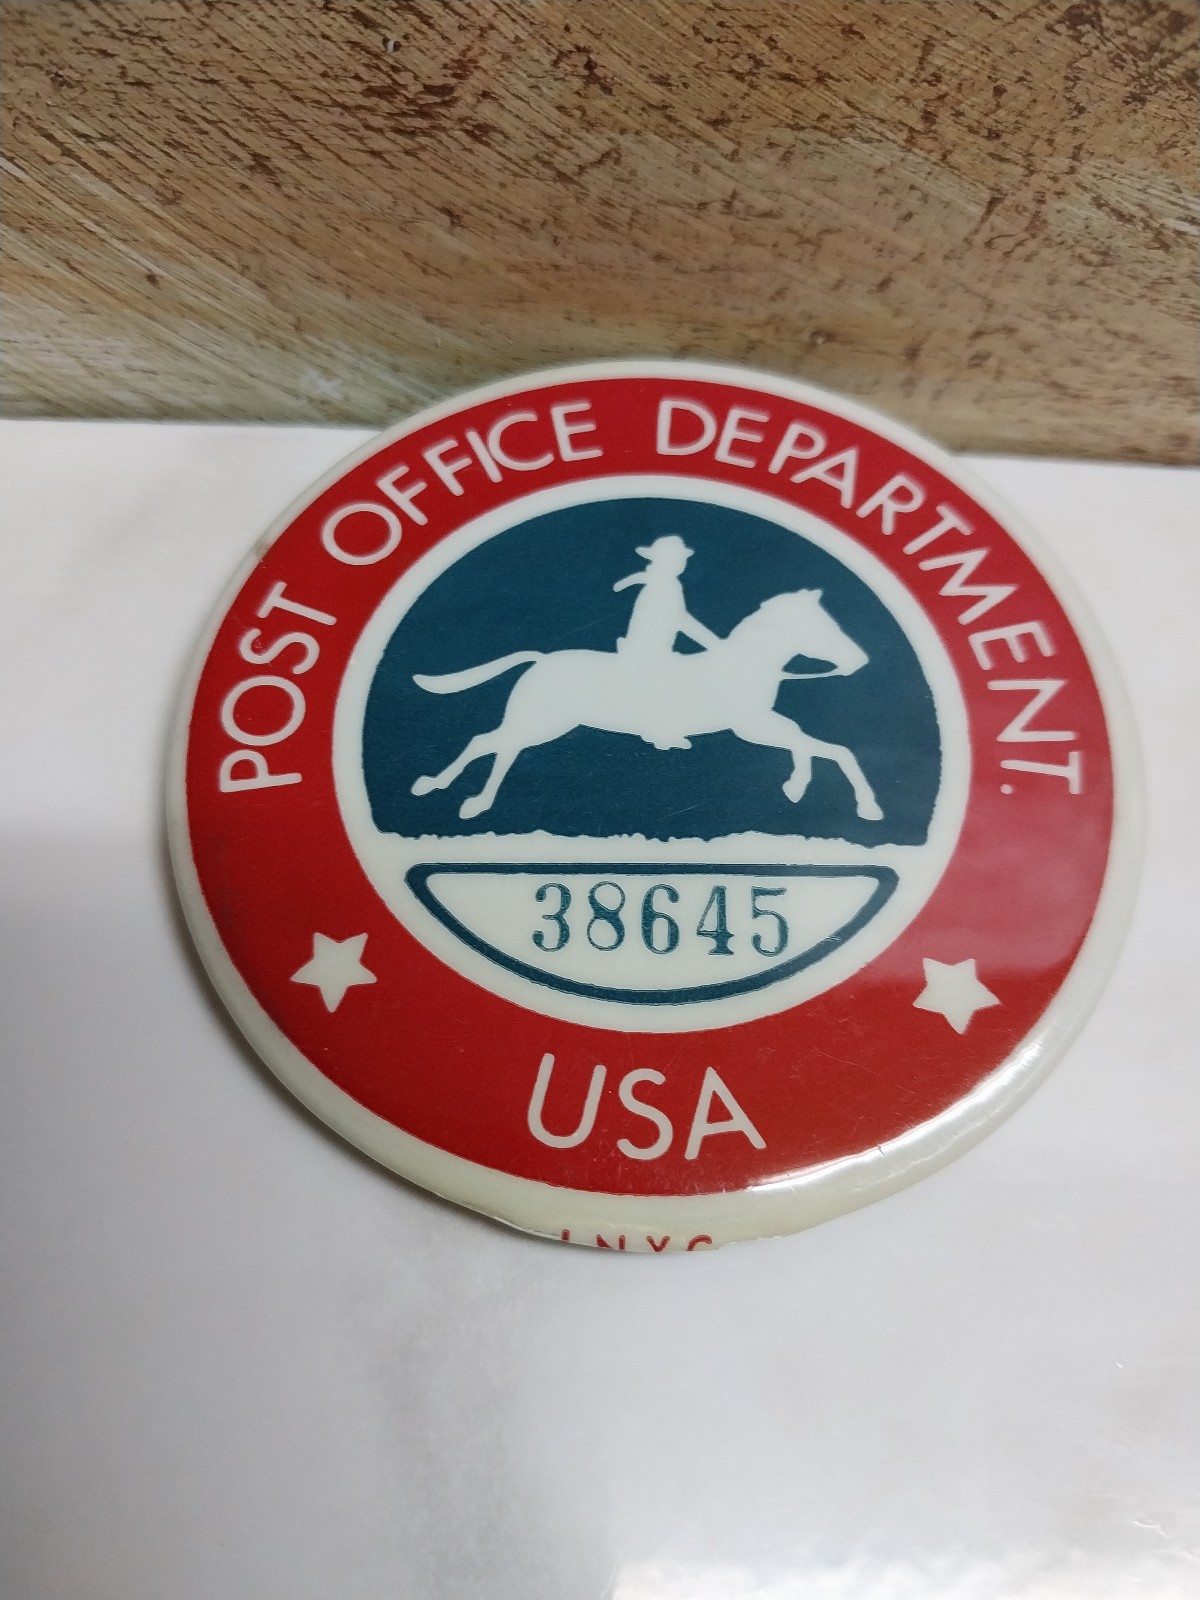 POST OFFICE DEPARTMENT.
38645
USA